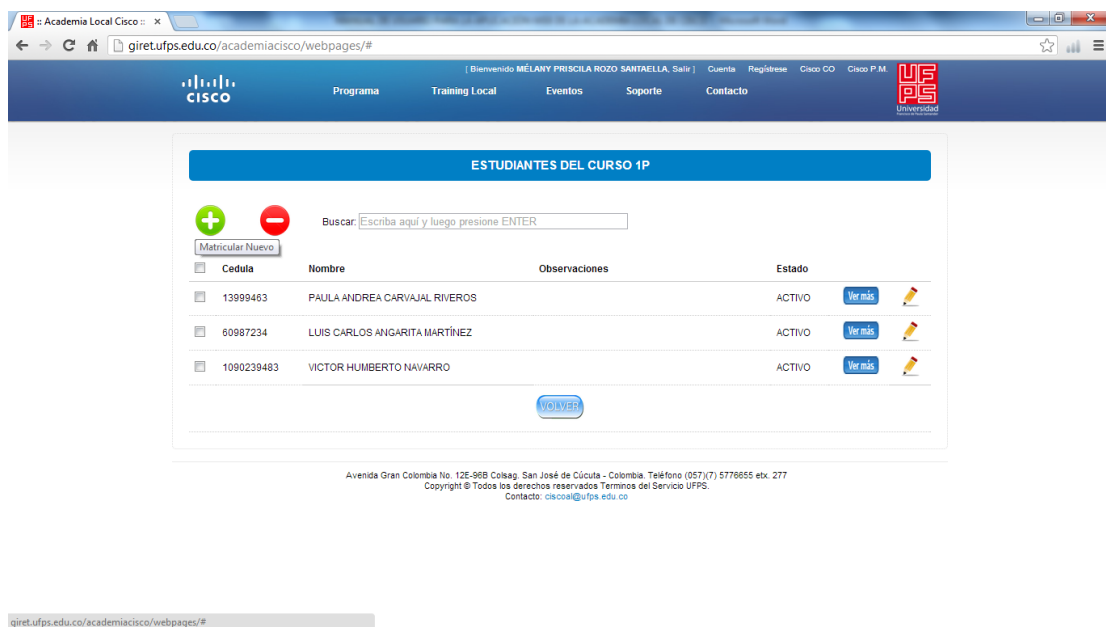 :: Academia Local Cisco ::
giret.ufps.edu.co/academiacisco/webpages/#
[ Bienvenido MÉLANY PRISCILA ROZO SANTAELLA, Salir ] Cuenta Regístrese Cisco CO Cisco P.M.
CISCO
Programa Training Local Eventos Soporte Contacto
UFPS
Universidad
Francisco de Paula Santander
ESTUDIANTES DEL CURSO 1P
Buscar: Escriba aquí y luego presione ENTER
Matricular Nuevo
Cedula Nombre Observaciones Estado
13999463 PAULA ANDREA CARVAJAL RIVEROS ACTIVO Ver más
60987234 LUIS CARLOS ANGARITA MARTÍNEZ ACTIVO Ver más
1090239483 VICTOR HUMBERTO NAVARRO ACTIVO Ver más
VOLVER
Avenida Gran Colombia No. 12E-96B Colsag. San José de Cúcuta - Colombia. Teléfono (057)(7) 5776655 etx. 277
Copyright © Todos los derechos reservados Terminos del Servicio UFPS.
Contacto: ciscoal@ufps.edu.co
giret.ufps.edu.co/academiacisco/webpages/#